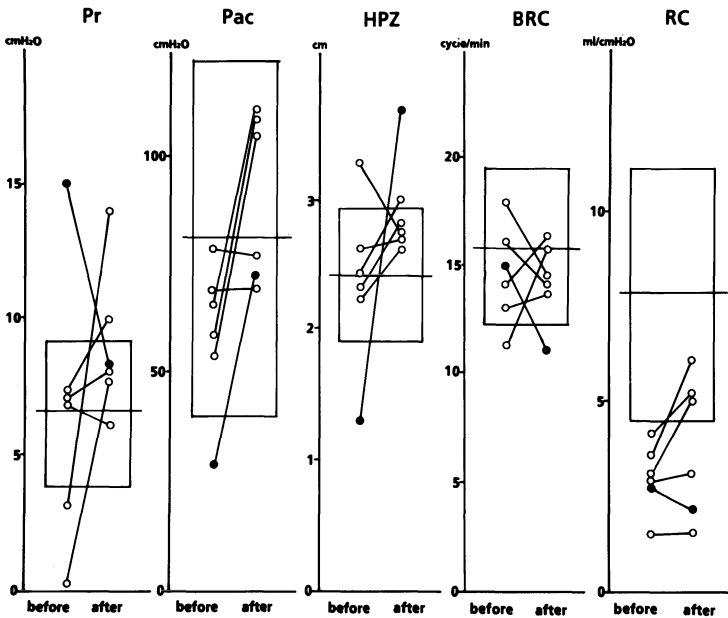 Pr
Pac
HPZ
BRC
RC
cmH₂O
cmH₂O
cm
cycie/min
ml/cmH₂O
15
10
5
0
before after
100
50
0
before after
3
2
1
0
before after
20
15
10
5
0
before after
10
5
0
before after